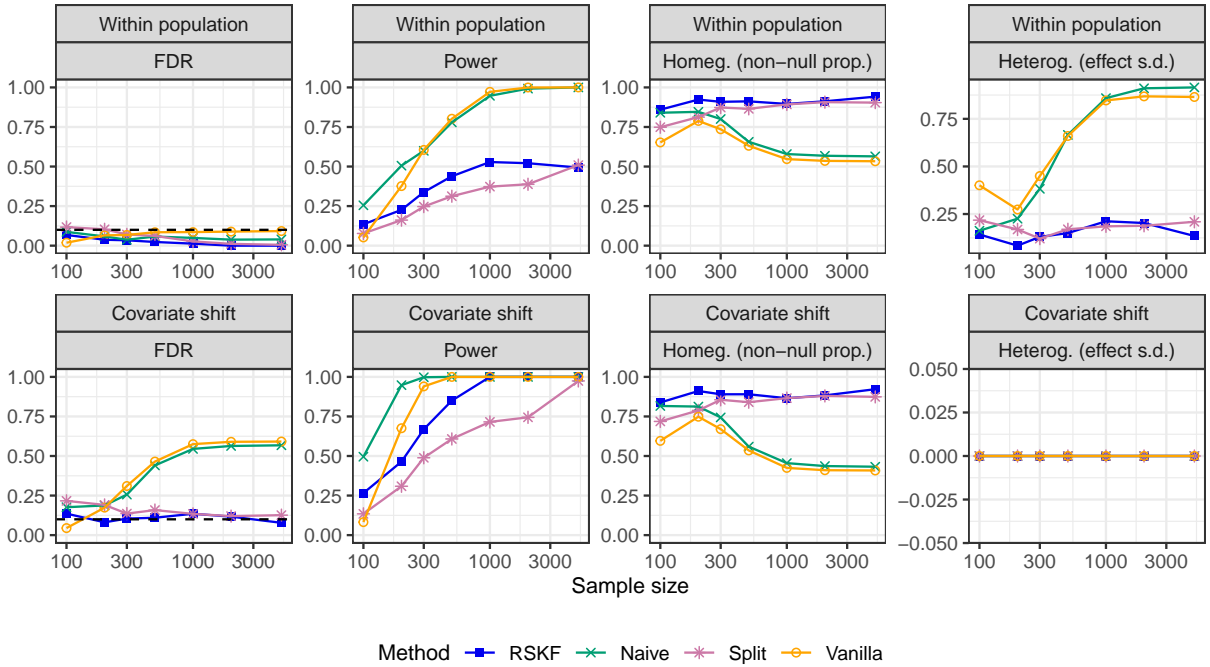 Within population Within population Within population Within population
FDR Power Homeg. (non−null prop.) Heterog. (effect s.d.)
1.00 1.00 1.00
0.75 0.75 0.75 0.75
0.50 0.50 0.50 0.50
0.25 0.25 0.25 0.25
0.00 0.00 0.00
100 300 1000 3000 100 300 1000 3000 100 300 1000 3000 100 300 1000 3000
Covariate shift Covariate shift Covariate shift Covariate shift
FDR Power Homeg. (non−null prop.) Heterog. (effect s.d.)
1.00 1.00 1.00 0.050
0.75 0.75 0.75 0.025
0.50 0.50 0.50 0.000
0.25 0.25 0.25 −0.025
0.00 0.00 0.00 −0.050
100 300 1000 3000 100 300 1000 3000 100 300 1000 3000 100 300 1000 3000
Sample size
Method RSKF Naive Split Vanilla